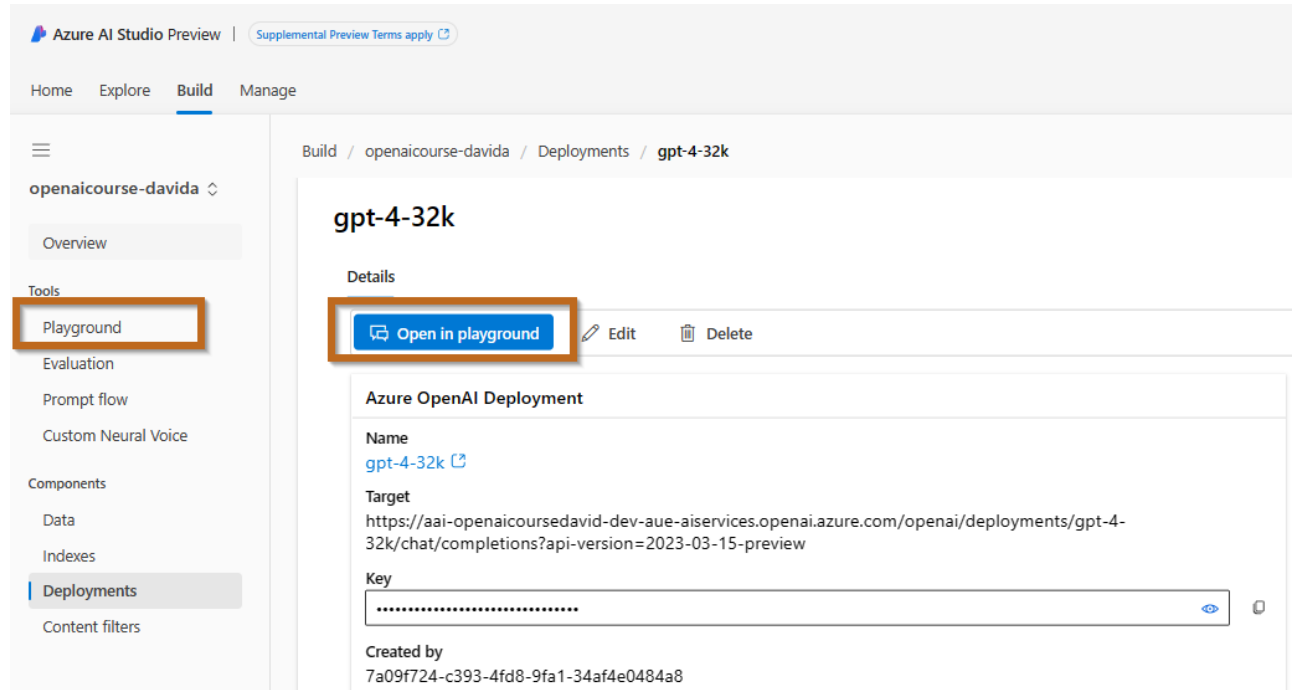 Azure AI Studio Preview | Supplemental Preview Terms apply
Home Explore Build Manage
Build / openaicourse-davida / Deployments / gpt-4-32k
openaicourse-davida
Overview
Tools
Playground
Evaluation
Prompt flow
Custom Neural Voice
Components
Data
Indexes
Deployments
Content filters
gpt-4-32k
Details
Open in playground Edit Delete
Azure OpenAI Deployment
Name
gpt-4-32k
Target
https://aai-openaicoursedavid-dev-aue-aiservices.openai.azure.com/openai/deployments/gpt-4-
32k/chat/completions?api-version=2023-03-15-preview
Key
••••••••••••••••••••••••••••••••
Created by
7a09f724-c393-4fd8-9fa1-34af4e0484a8